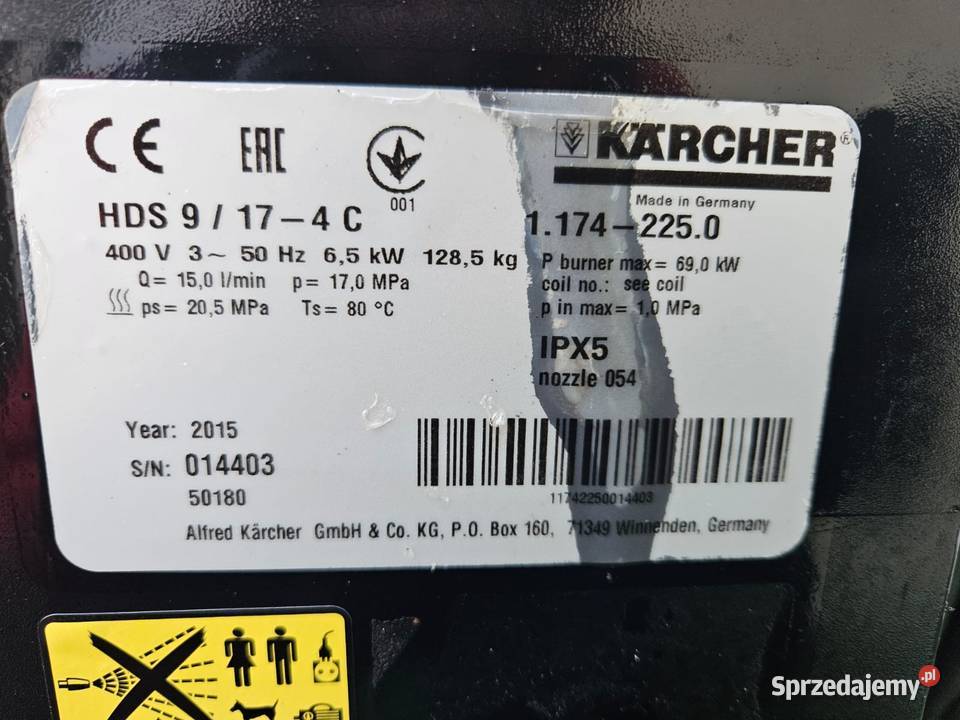 CE EAC
001
KÄRCHER®
Made in Germany
HDS 9 / 17 – 4 C 1.174 – 225.0
400 V 3 ~ 50 Hz 6,5 kW 128,5 kg P burner max = 69,0 kW
Q= 15,0 l/min p= 17,0 MPa coil no.: see coil
ps= 20,5 MPa Ts= 80 °C p in max= 1,0 MPa
IPX5
nozzle 054
Year: 2015
S/N: 014403
50180
11742250014403
Alfred Kärcher GmbH & Co. KG, P.O. Box 160, 71349 Winnenden, Germany
Sprzedajemy.pl